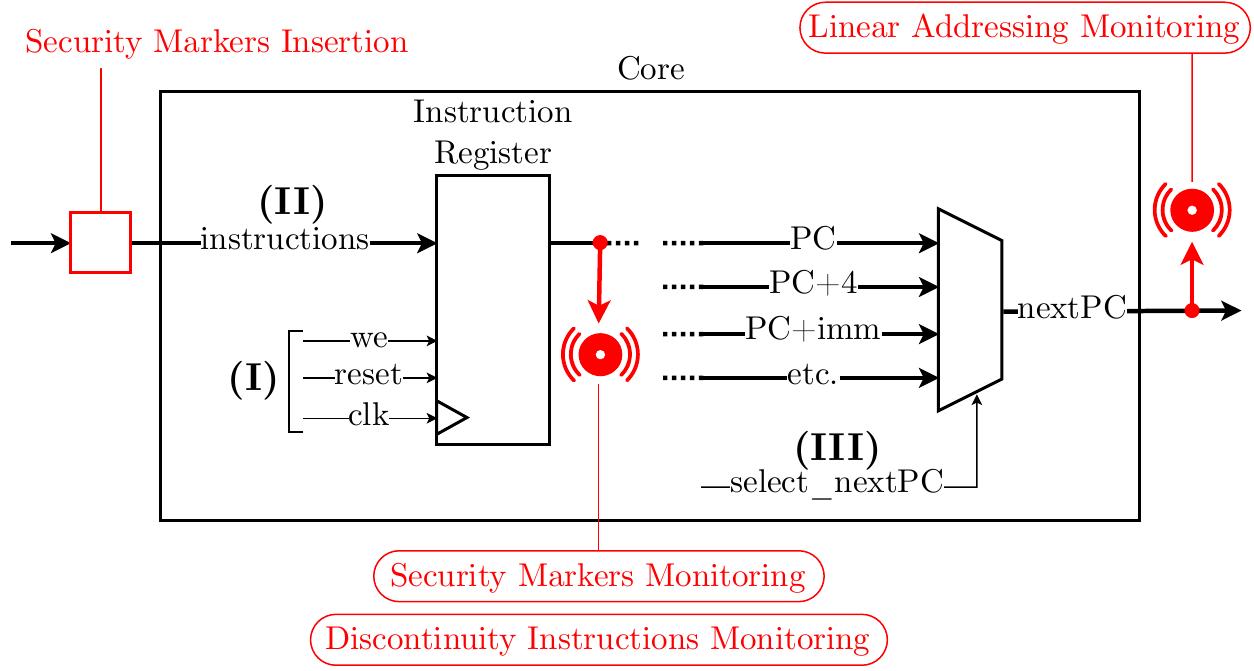 Linear Addressing Monitoring
Security Markers Insertion
Core
Instruction
Register
(II)
instructions
PC
PC+4
nextPC
PC+imm
we
(I)
reset
etc.
clk
(III)
select_nextPC
Security Markers Monitoring
Discontinuity Instructions Monitoring